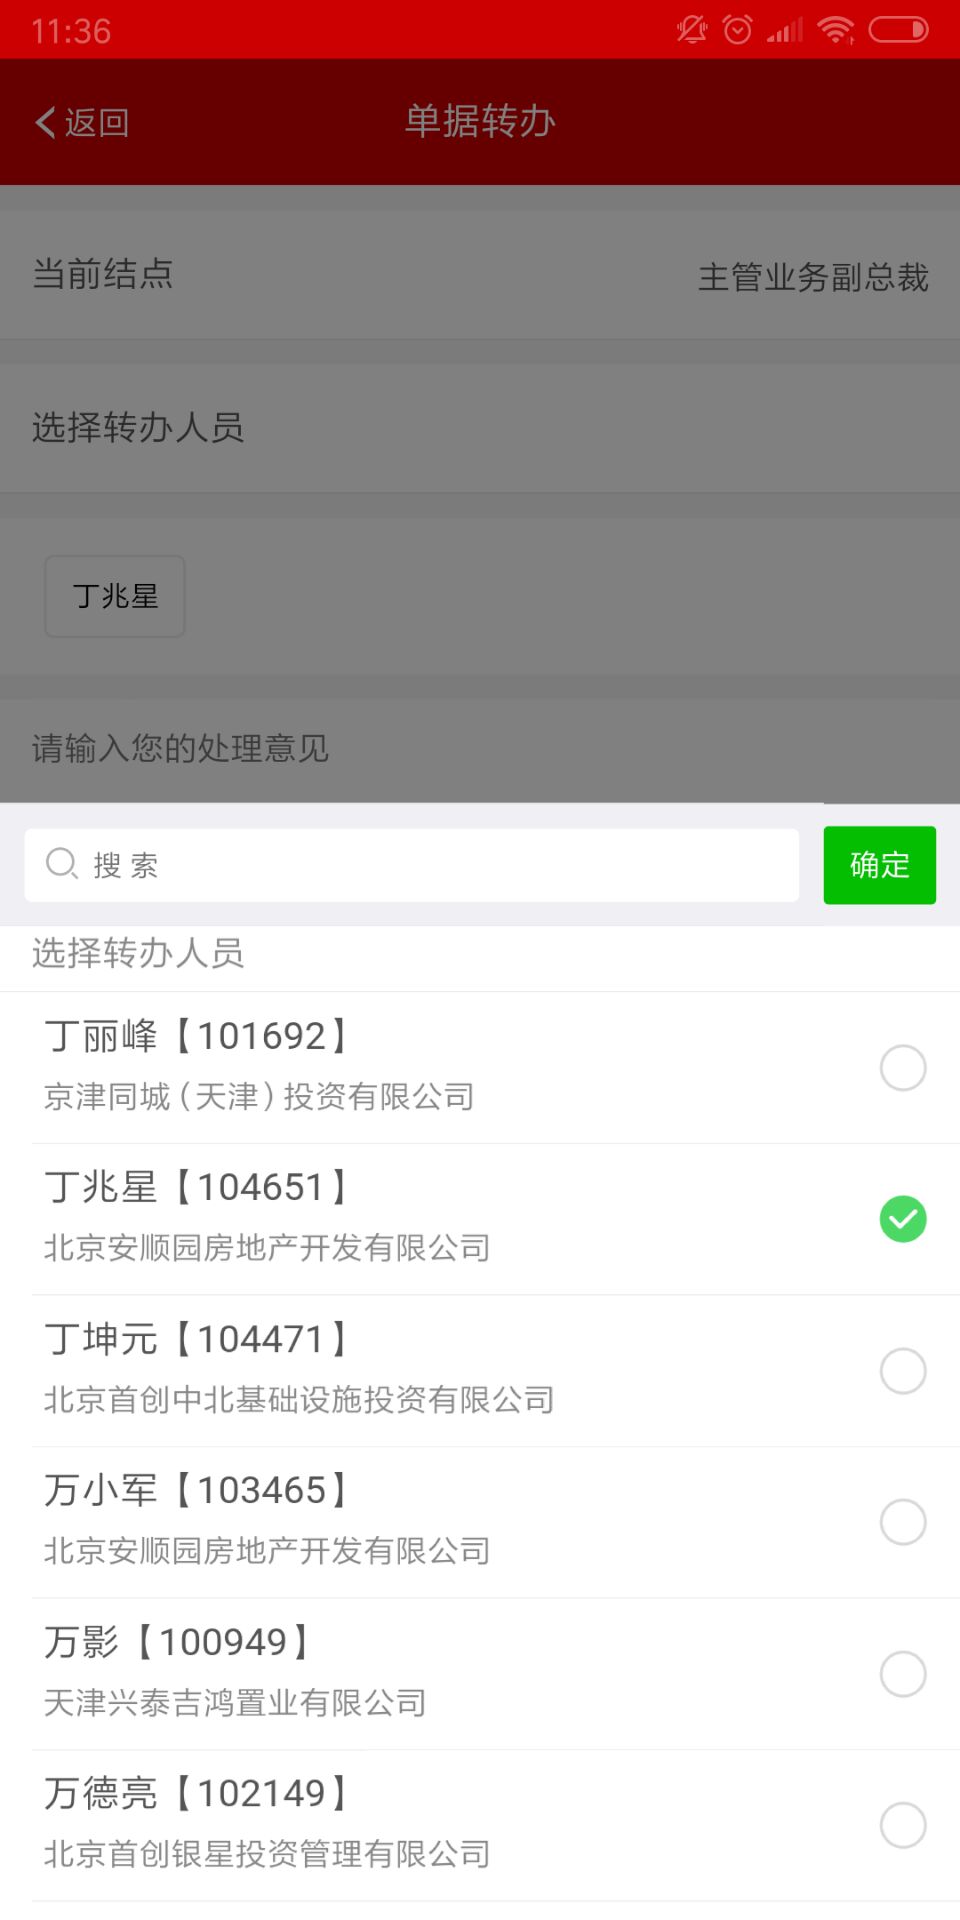 11:36
返回
单据转办
当前结点
主管业务副总裁
选择转办人员
丁兆星
请输入您的处理意见
搜 索
确定
选择转办人员
丁丽峰【101692】
京津同城(天津)投资有限公司
丁兆星【104651】
北京安顺园房地产开发有限公司
丁坤元【104471】
北京首创中北基础设施投资有限公司
万小军【103465】
北京安顺园房地产开发有限公司
万影【100949】
天津兴泰吉鸿置业有限公司
万德亮【102149】
北京首创银星投资管理有限公司